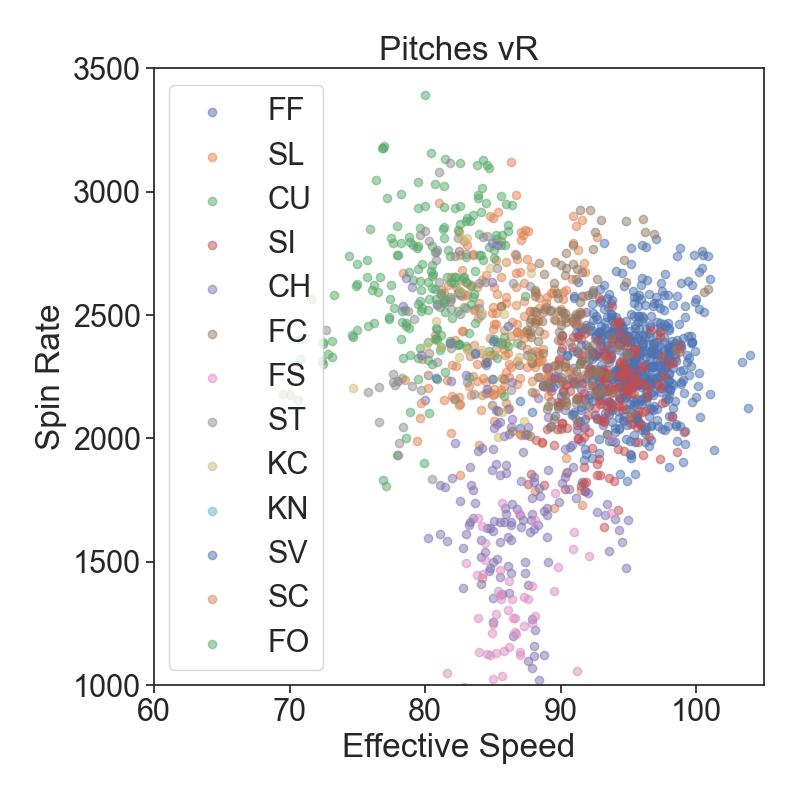 Pitches vR
3500
3000
2500
2000
1500
1000
Spin Rate
FF
SL
CU
SI
CH
FC
FS
ST
KC
KN
SV
SC
FO
60 70 80 90 100
Effective Speed